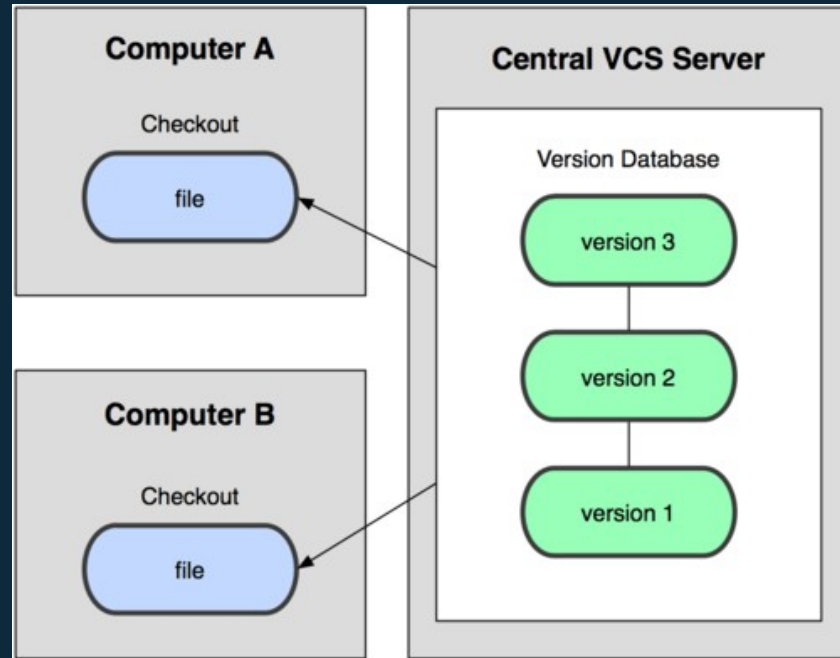 Computer A
Checkout
file
Computer B
Checkout
file
Central VCS Server
Version Database
version 3
version 2
version 1